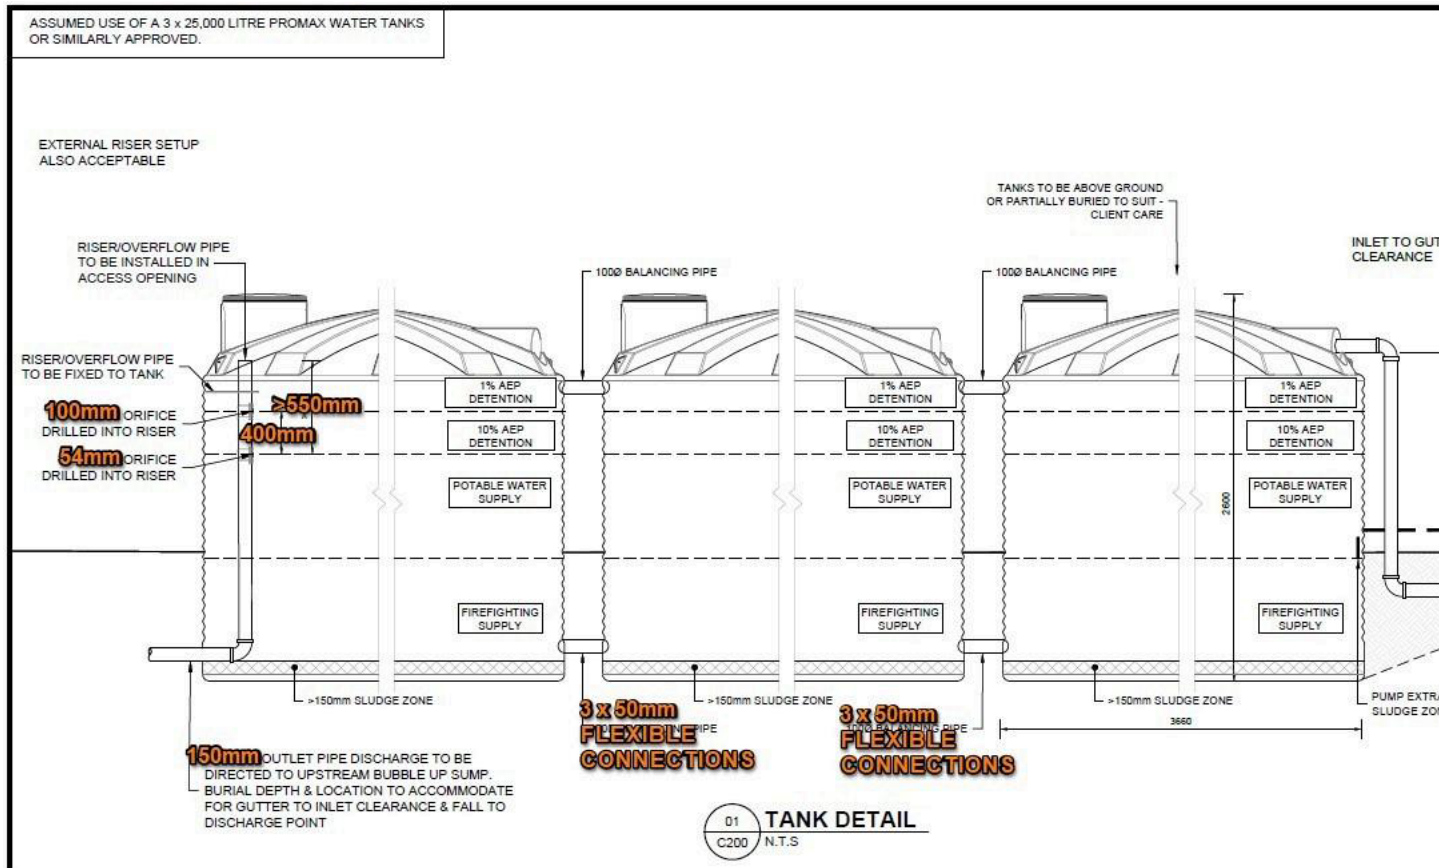 ASSUMED USE OF A 3 x 25,000 LITRE PROMAX WATER TANKS
OR SIMILARLY APPROVED.
EXTERNAL RISER SETUP
ALSO ACCEPTABLE
TANKS TO BE ABOVE GROUND
OR PARTIALLY BURIED TO SUIT -
CLIENT CARE
INLET TO GUT
CLEARANCE
RISER/OVERFLOW PIPE
TO BE INSTALLED IN
ACCESS OPENING
100Ø BALANCING PIPE
100Ø BALANCING PIPE
RISER/OVERFLOW PIPE
TO BE FIXED TO TANK
100mm ORIFICE
DRILLED INTO RISER
54mm ORIFICE
DRILLED INTO RISER
≥550mm
400mm
1% AEP
DETENTION
10% AEP
DETENTION
POTABLE WATER
SUPPLY
FIREFIGHTING
SUPPLY
1% AEP
DETENTION
10% AEP
DETENTION
POTABLE WATER
SUPPLY
FIREFIGHTING
SUPPLY
1% AEP
DETENTION
10% AEP
DETENTION
POTABLE WATER
SUPPLY
FIREFIGHTING
SUPPLY
2600
>150mm SLUDGE ZONE
>150mm SLUDGE ZONE
>150mm SLUDGE ZONE
3 x 50mm
FLEXIBLE
CONNECTIONS
PIPE
3 x 50mm
FLEXIBLE
CONNECTIONS
BALANCING PIPE
3660
PUMP EXTRA
SLUDGE ZON
150mm OUTLET PIPE DISCHARGE TO BE
DIRECTED TO UPSTREAM BUBBLE UP SUMP.
BURIAL DEPTH & LOCATION TO ACCOMMODATE
FOR GUTTER TO INLET CLEARANCE & FALL TO
DISCHARGE POINT
01
C200
TANK DETAIL
N.T.S